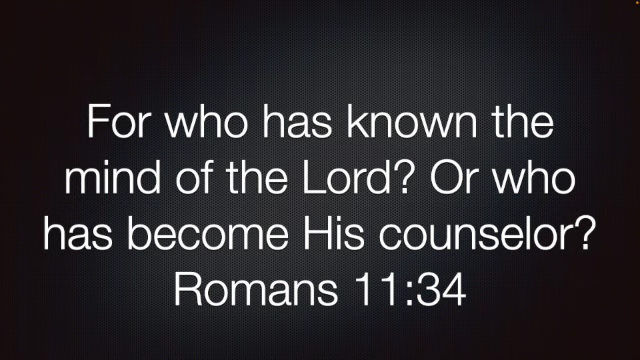 For who has known the
mind of the Lord? Or who
has become His counselor?
Romans 11:34